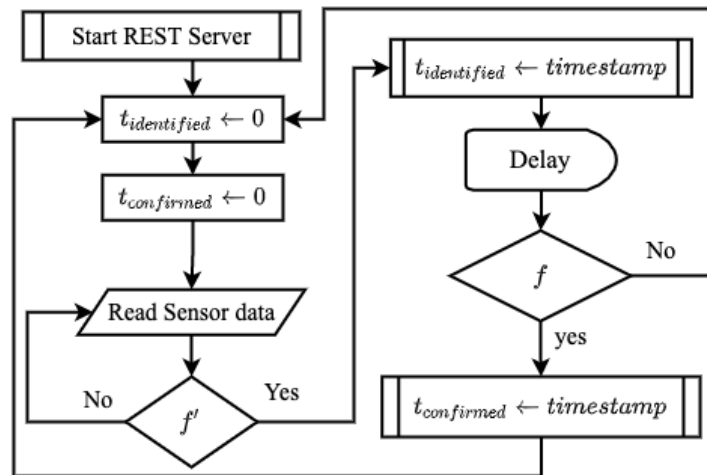 Start REST Server
t_identified ← 0
t_confirmed ← 0
Read Sensor data
No
f′
Yes
t_identified ← timestamp
Delay
f
No
yes
t_confirmed ← timestamp